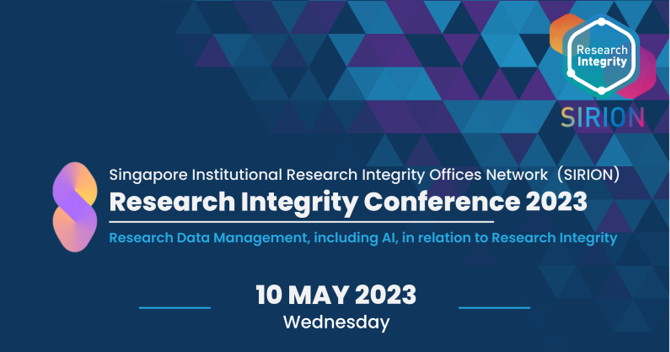 Research
Integrity
SIRION
Singapore Institutional Research Integrity Offices Network (SIRION)
Research Integrity Conference 2023
Research Data Management, including AI, in relation to Research Integrity
10 MAY 2023
Wednesday